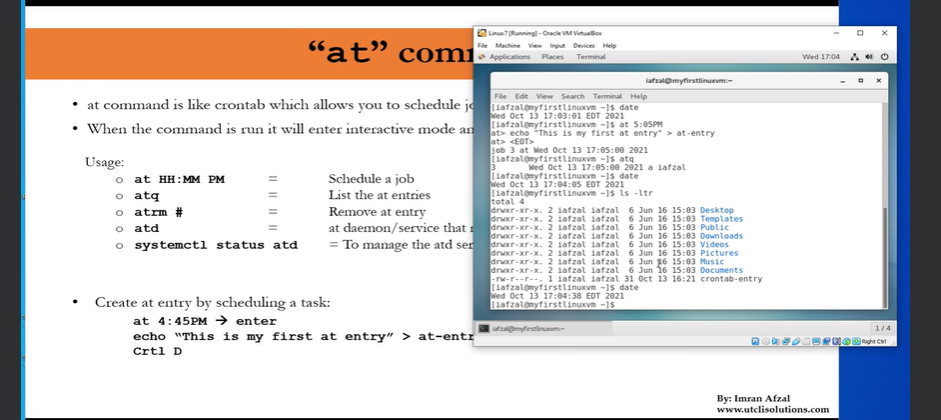 “at” com
• at command is like crontab which allows you to schedule jo
• When the command is run it will enter interactive mode an
Usage:
o at HH:MM PM = Schedule a job
o atq = List the at entries
o atrm # = Remove at entry
o atd = at daemon/service that
o systemctl status atd = To manage the atd ser
• Create at entry by scheduling a task:
at 4:45PM → enter
echo “This is my first at entry” > at-entr
Crtl D
By: Imran Afzal
www.utclisolutions.com
Linux7 [Running] - Oracle VM VirtualBox
File Machine View Input Devices Help
Applications Places Terminal Wed 17:04
iafzal@myfirstlinuxvm:~
File Edit View Search Terminal Help
[iafzal@myfirstlinuxvm ~]$ date
Wed Oct 13 17:03:01 EDT 2021
[iafzal@myfirstlinuxvm ~]$ at 5:05PM
at> echo "This is my first at entry" > at-entry
at> <EOT>
job 3 at Wed Oct 13 17:05:00 2021
[iafzal@myfirstlinuxvm ~]$ atq
3 Wed Oct 13 17:05:00 2021 a iafzal
[iafzal@myfirstlinuxvm ~]$ date
Wed Oct 13 17:04:05 EDT 2021
[iafzal@myfirstlinuxvm ~]$ ls -ltr
total 4
drwxr-xr-x. 2 iafzal iafzal 6 Jun 16 15:03 Desktop
drwxr-xr-x. 2 iafzal iafzal 6 Jun 16 15:03 Templates
drwxr-xr-x. 2 iafzal iafzal 6 Jun 16 15:03 Public
drwxr-xr-x. 2 iafzal iafzal 6 Jun 16 15:03 Downloads
drwxr-xr-x. 2 iafzal iafzal 6 Jun 16 15:03 Videos
drwxr-xr-x. 2 iafzal iafzal 6 Jun 16 15:03 Pictures
drwxr-xr-x. 2 iafzal iafzal 6 Jun 16 15:03 Music
drwxr-xr-x. 2 iafzal iafzal 6 Jun 16 15:03 Documents
-rw-r--r--. 1 iafzal iafzal 31 Oct 13 16:21 crontab-entry
[iafzal@myfirstlinuxvm ~]$ date
Wed Oct 13 17:04:38 EDT 2021
[iafzal@myfirstlinuxvm ~]$
iafzal@myfirstlinuxvm:~ 1 / 4
Right Ctrl